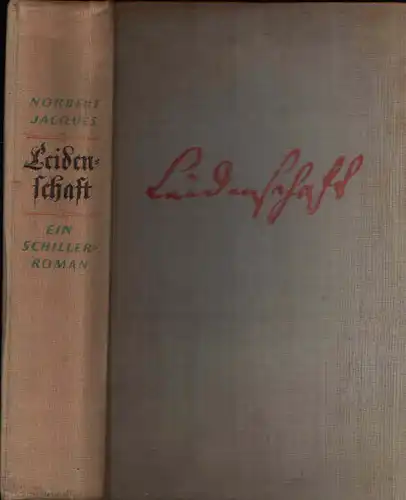 NORBERT
JACQUES
Leiden-
schaft
EIN
SCHILLER-
ROMAN
Leidenschaft